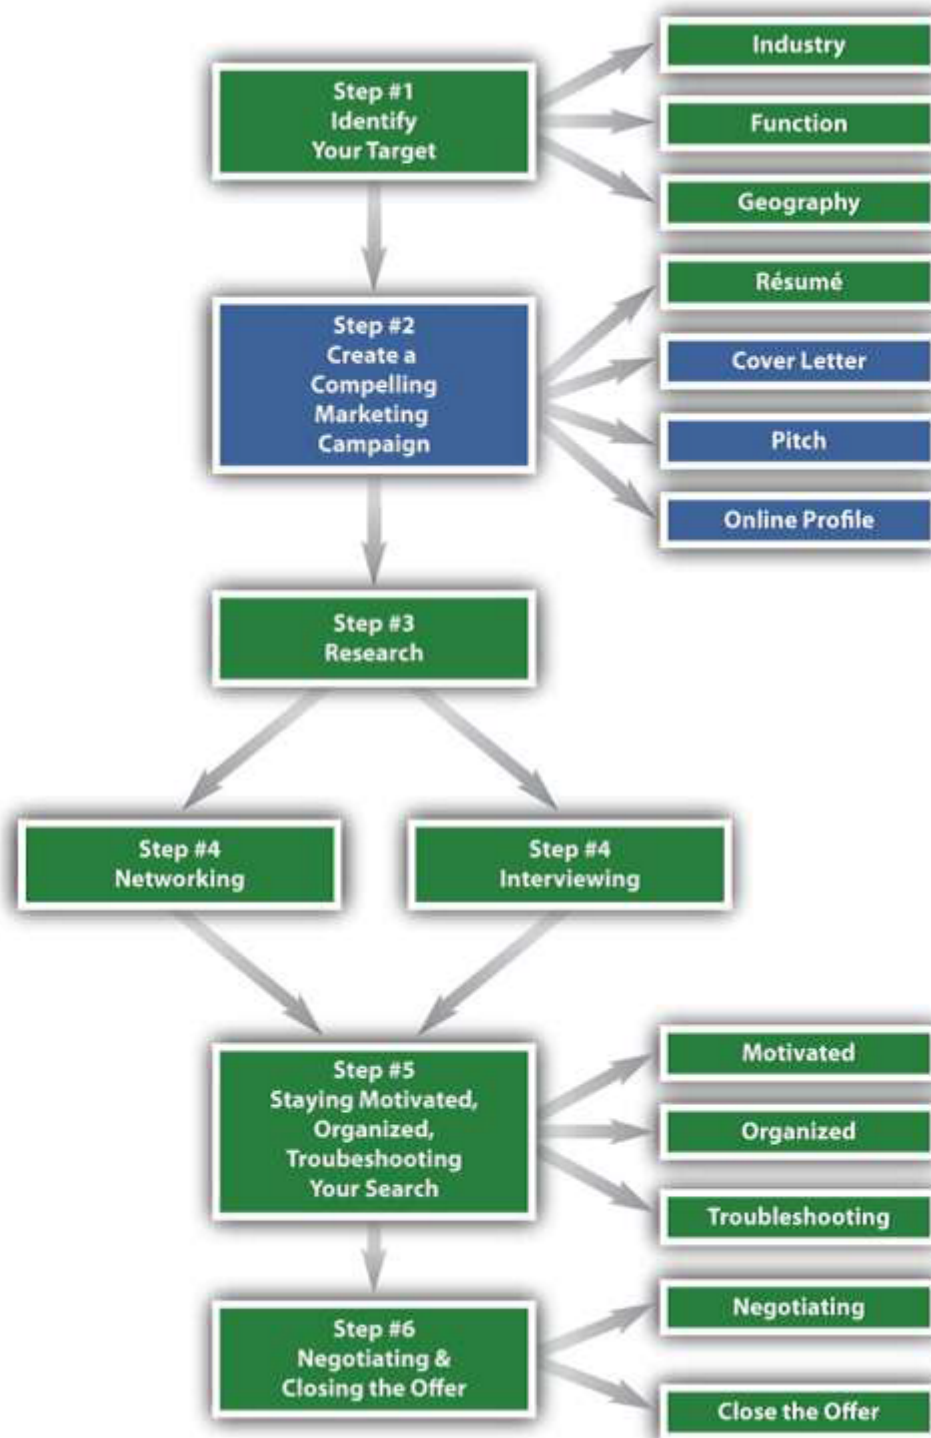 Step #1
Identify
Your Target
Industry
Function
Geography
Step #2
Create a
Compelling
Marketing
Campaign
Résumé
Cover Letter
Pitch
Online Profile
Step #3
Research
Step #4
Networking
Step #4
Interviewing
Step #5
Staying Motivated,
Organized,
Troubeshooting
Your Search
Motivated
Organized
Troubleshooting
Step #6
Negotiating &
Closing the Offer
Negotiating
Close the Offer